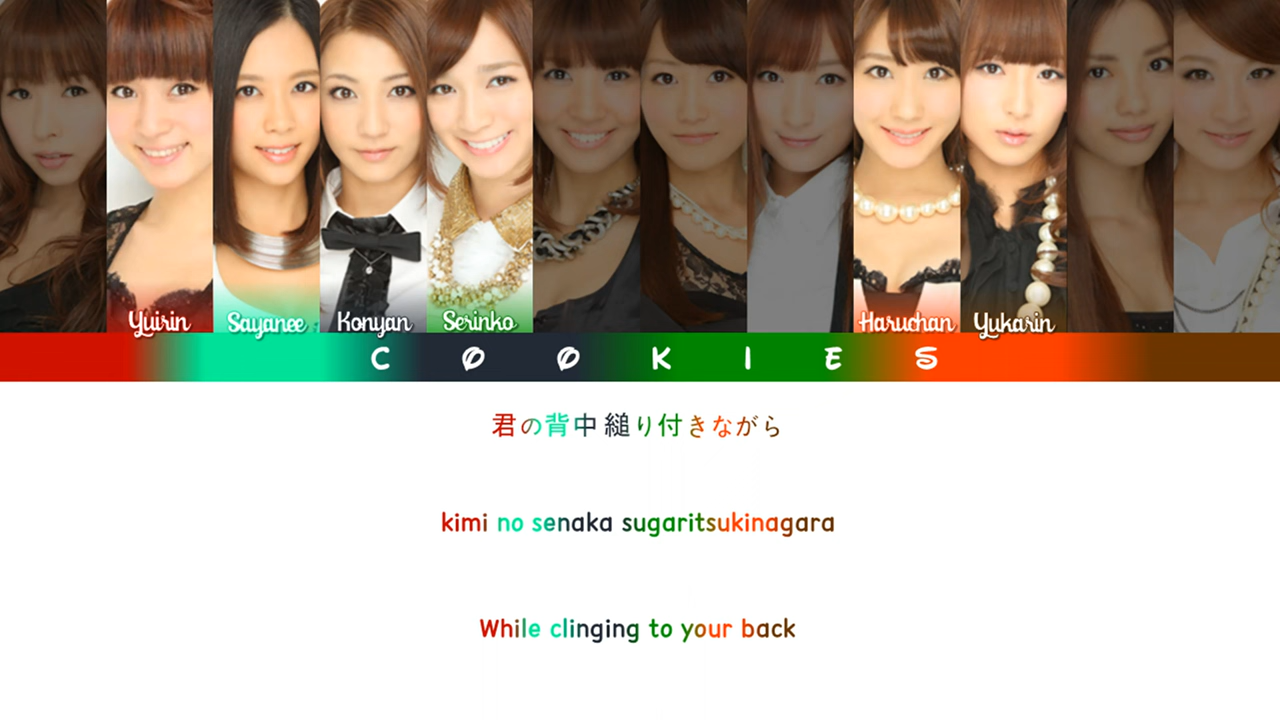 Yuirin Sayanee Konyan Serinko Haruchan Yukarin
COOKIES
君の背中 縋り付きながら
kimi no senaka sugaritsukinagara
While clinging to your back